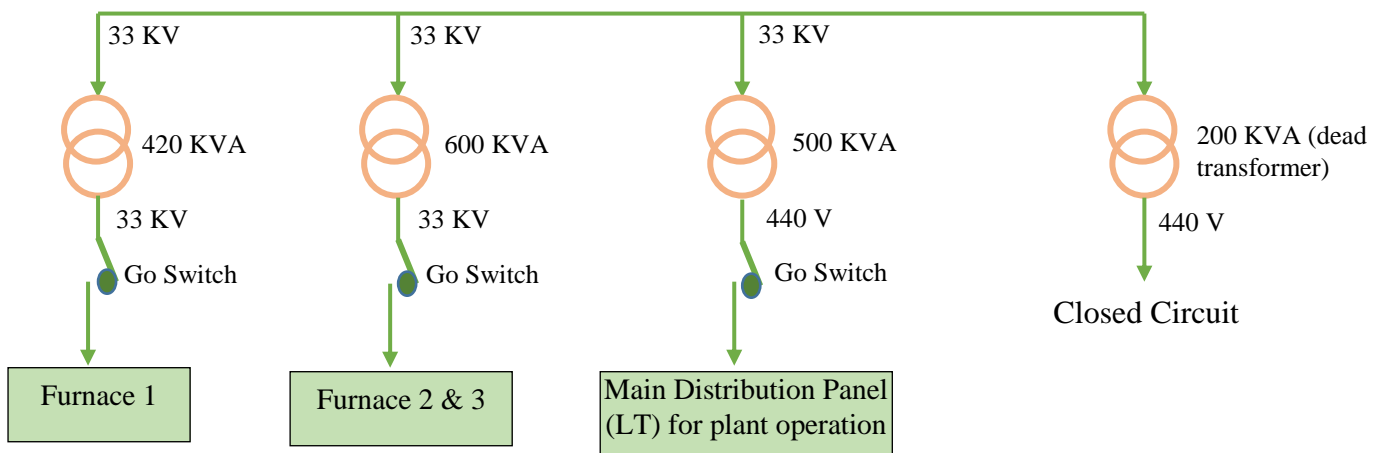 33 KV
33 KV
33 KV
420 KVA
600 KVA
500 KVA
200 KVA (dead
transformer)
33 KV
33 KV
440 V
440 V
Go Switch
Go Switch
Go Switch
Closed Circuit
Furnace 1
Furnace 2 & 3
Main Distribution Panel
(LT) for plant operation